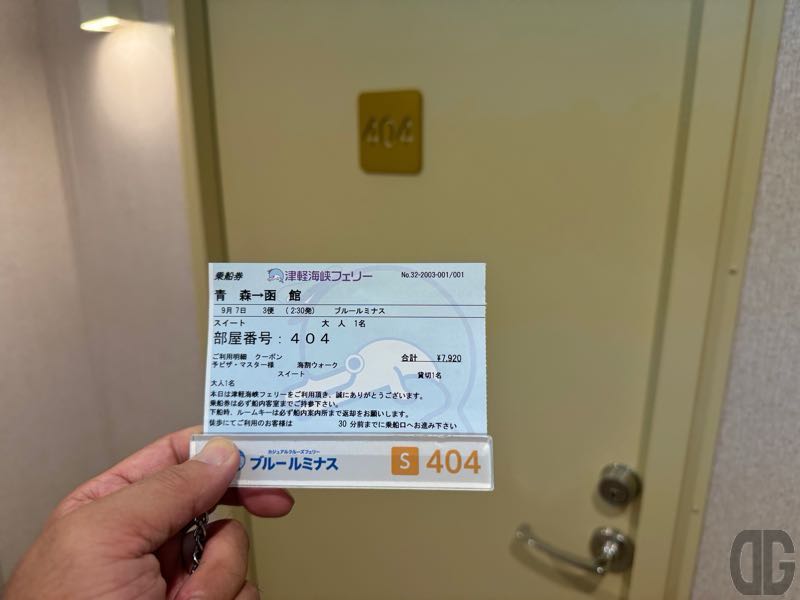 404
乗船券 津軽海峡フェリー No.32-2003-001/001
青 森→函 館
9月 7日 3便 (2:30発) ブルールミナス
スイート 大 人 1名
部屋番号：４０４
ご利用明細 クーポン 合計 ¥7,920
予ビザ・マスター様 海割ウォーク
スイート 貸切1名
大人1名
本日は津軽海峡フェリーをご利用頂き、誠にありがとうございます。
乗船券は必ず船内客室までご持参下さい。
下船時、ルームキーは必ず船内案内所まで返却をお願いします。
徒歩にてご利用のお客様は 30 分前までに乗船口へお進み下さい
カジュアルクルーズフェリー
ブルールミナス S 404
DG